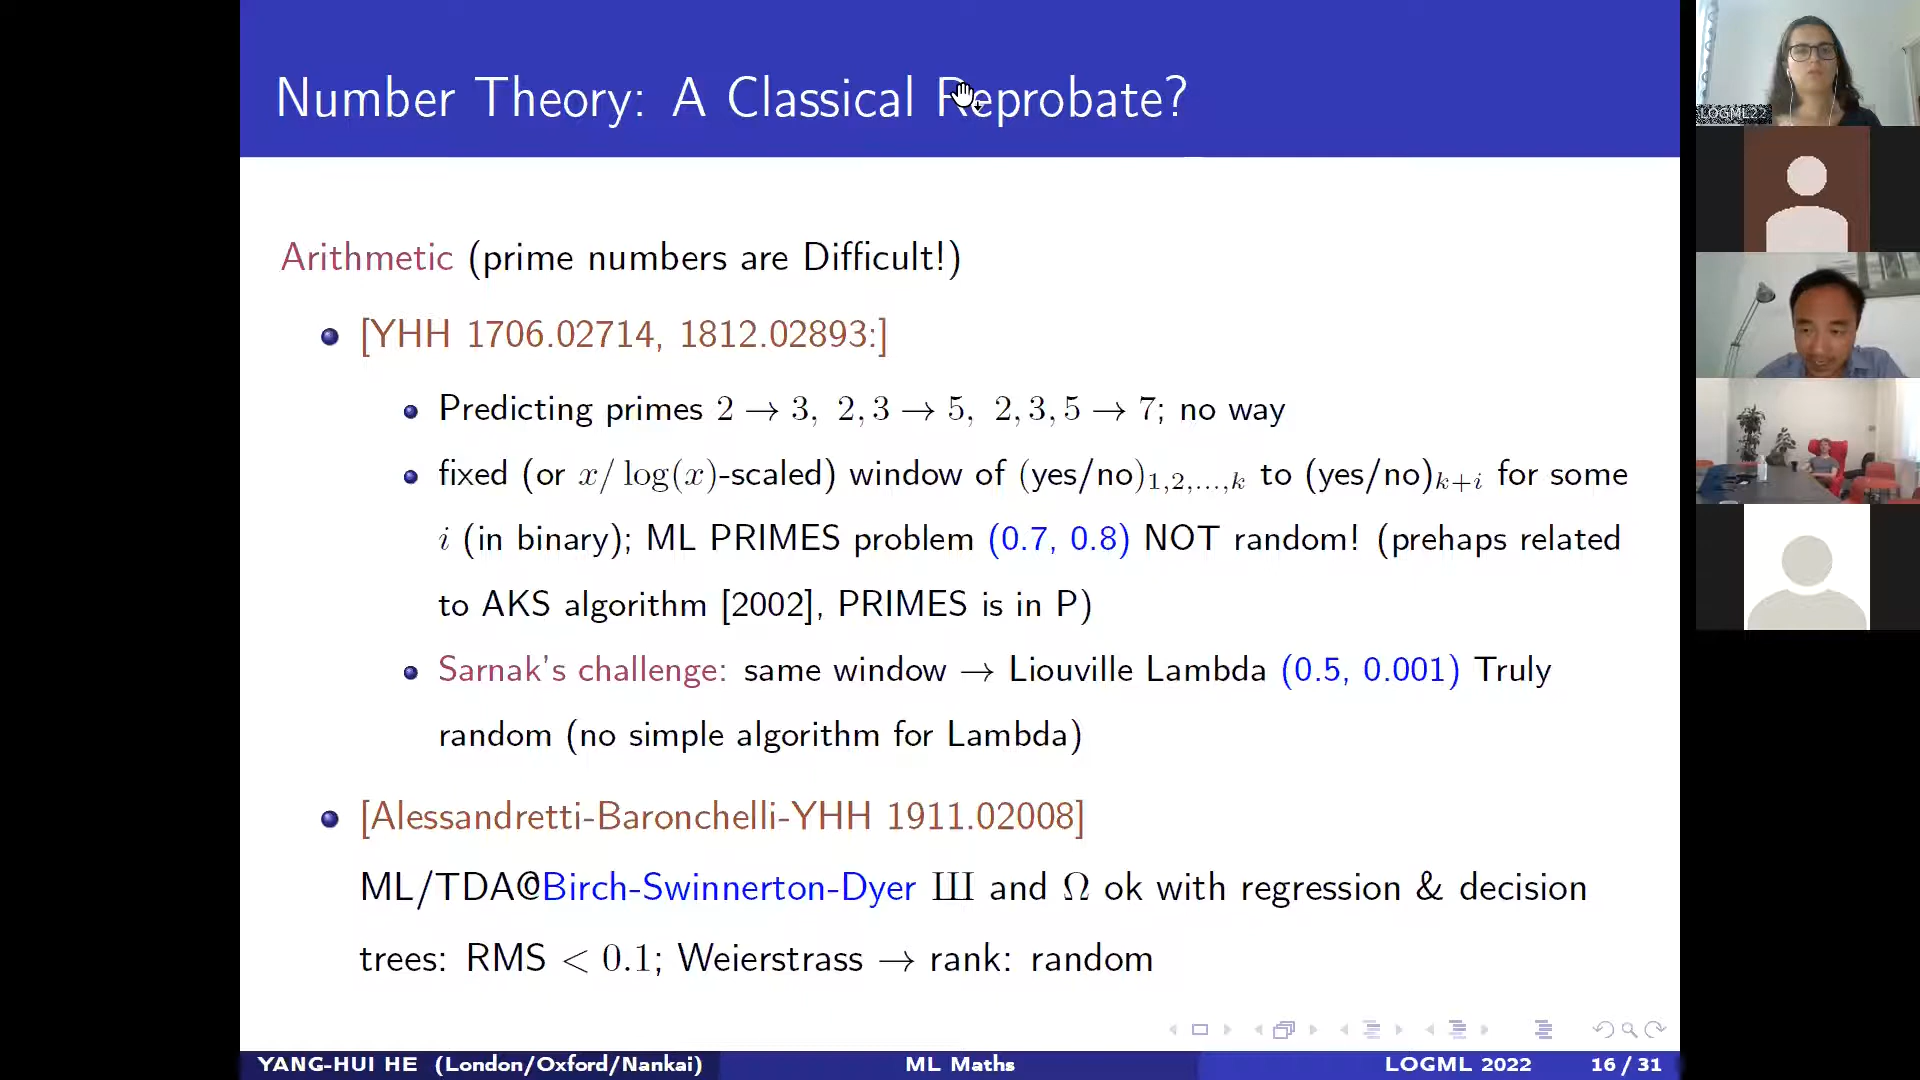 Number Theory: A Classical Reprobate?
Arithmetic (prime numbers are Difficult!)
[YHH 1706.02714, 1812.02893:]
Predicting primes 2 → 3, 2, 3 → 5, 2, 3, 5 → 7; no way
fixed (or x/ log(x)-scaled) window of (yes/no)1,2,...,k to (yes/no)k+i for some
i (in binary); ML PRIMES problem (0.7, 0.8) NOT random! (prehaps related
to AKS algorithm [2002], PRIMES is in P)
Sarnak's challenge: same window → Liouville Lambda (0.5, 0.001) Truly
random (no simple algorithm for Lambda)
[Alessandretti-Baronchelli-YHH 1911.02008]
ML/TDA@Birch-Swinnerton-Dyer Ш and Ω ok with regression & decision
trees: RMS < 0.1; Weierstrass → rank: random
YANG-HUI HE (London/Oxford/Nankai) ML Maths LOGML 2022 16 / 31
LOGML22